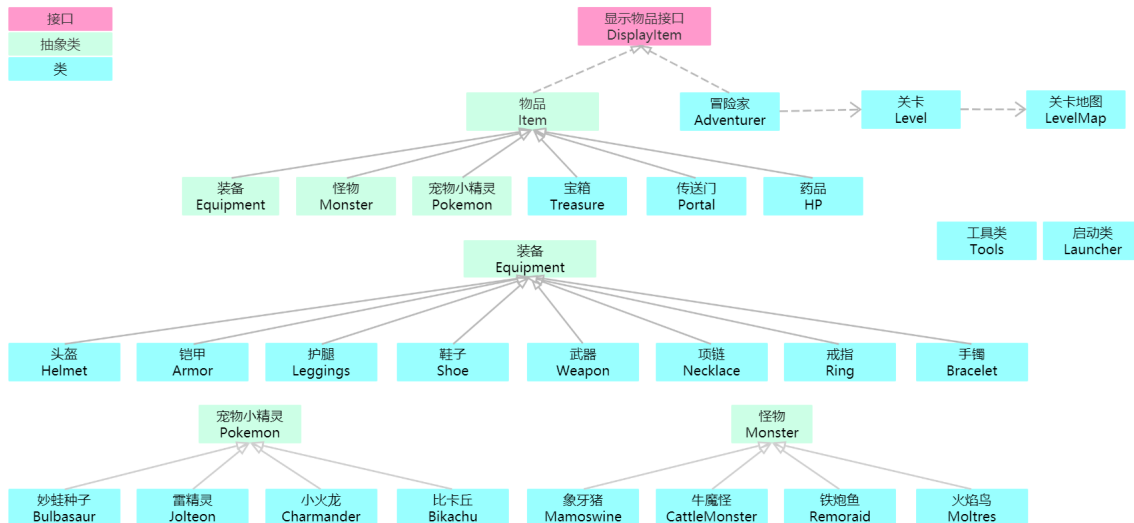 接口
抽象类
类
显示物品接口
DisplayItem
物品
Item
冒险家
Adventurer
关卡
Level
关卡地图
LevelMap
装备
Equipment
怪物
Monster
宠物小精灵
Pokemon
宝箱
Treasure
传送门
Portal
药品
HP
工具类
Tools
启动类
Launcher
装备
Equipment
头盔
Helmet
铠甲
Armor
护腿
Leggings
鞋子
Shoe
武器
Weapon
项链
Necklace
戒指
Ring
手镯
Bracelet
宠物小精灵
Pokemon
怪物
Monster
妙蛙种子
Bulbasaur
雷精灵
Jolteon
小火龙
Charmander
比卡丘
Bikachu
象牙猪
Mamoswine
牛魔怪
CattleMonster
铁炮鱼
Remoraid
火焰鸟
Moltres